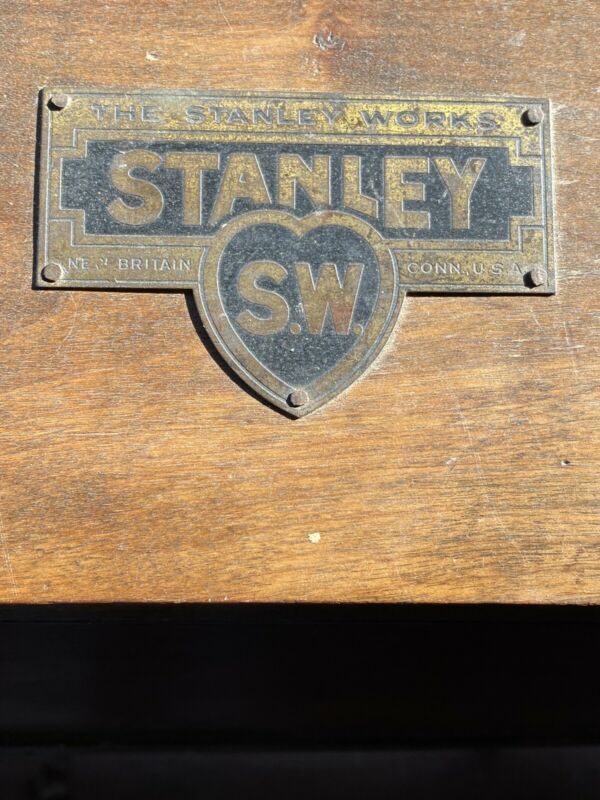 THE STANLEY WORKS
STANLEY
NEW BRITAIN
CONN. U.S.A.
S.W.